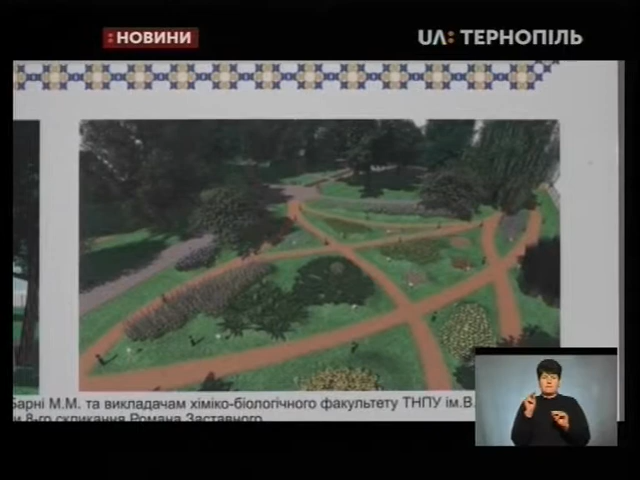 НОВИНИ
UA: ТЕРНОПІЛЬ
Барні М.М. та викладачам хіміко-біологічного факультету ТНПУ ім.В.
и 8-го скликання Романа Заставного